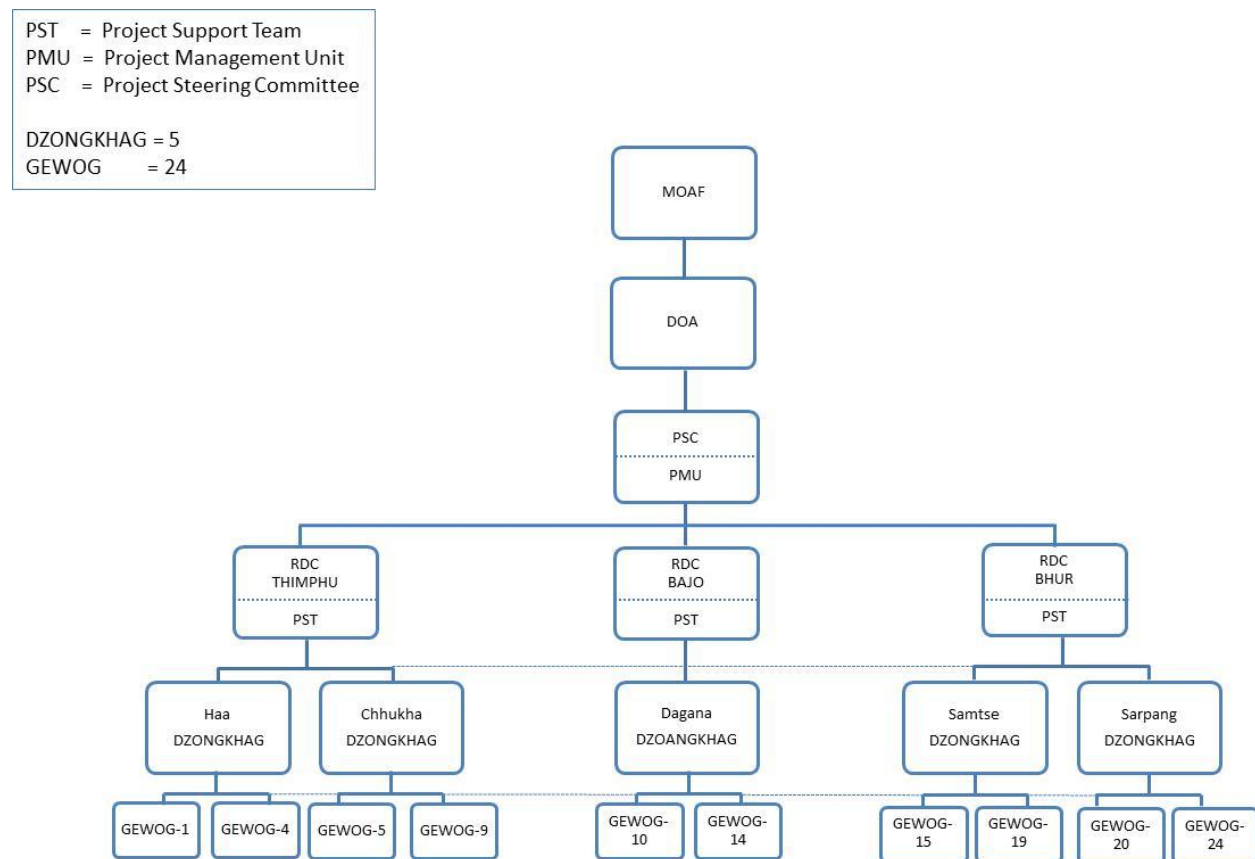 PST = Project Support Team
PMU = Project Management Unit
PSC = Project Steering Committee
DZONGKHAG = 5
GEWOG = 24
MOAF
DOA
PSC
PMU
RDC
THIMPHU
PST
RDC
BAJO
PST
RDC
BHUR
PST
Haa
DZONGKHAG
Chhukha
DZONGKHAG
Dagana
DZOANGKHAG
Samtse
DZONGKHAG
Sarpang
DZONGKHAG
GEWOG-1
GEWOG-4
GEWOG-5
GEWOG-9
GEWOG-
10
GEWOG-
14
GEWOG-
15
GEWOG-
19
GEWOG-
20
GEWOG-
24